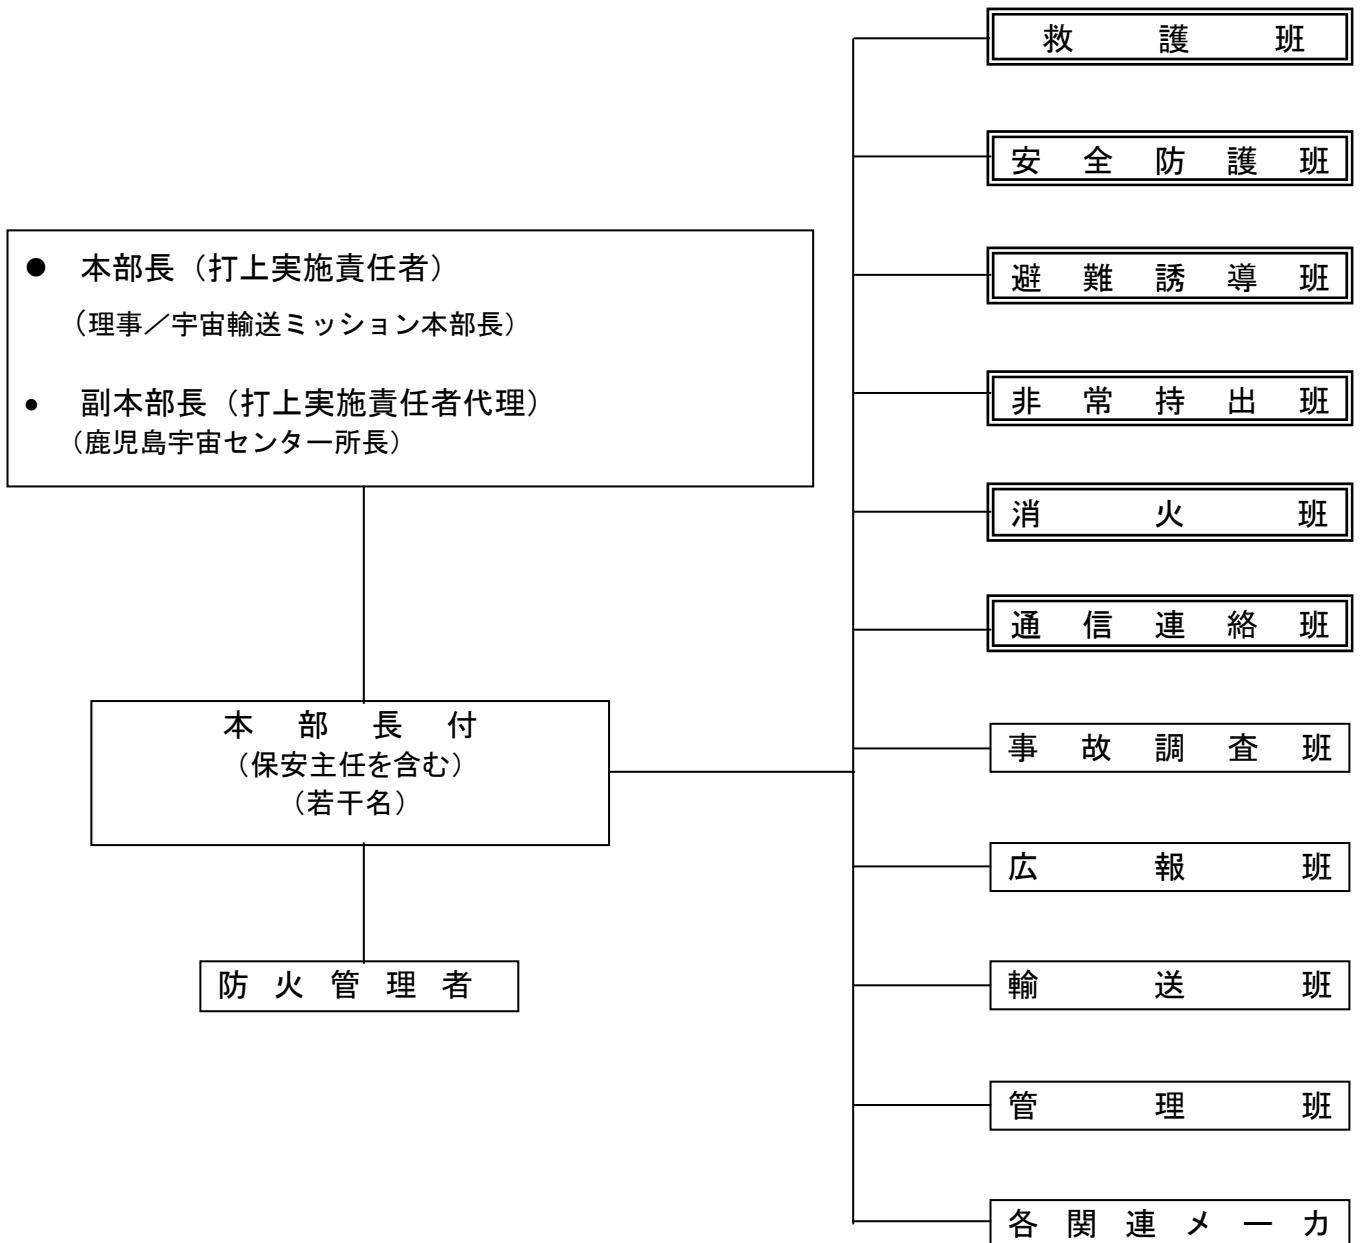 ● 本部長（打上実施責任者）
（理事／宇宙輸送ミッション本部長）
● 副本部長（打上実施責任者代理）
（鹿児島宇宙センター所長）
本部長付
（保安主任を含む）
（若干名）
防火管理者
救護班
安全防護班
避難誘導班
非常持出班
消火班
通信連絡班
事故調査班
広報班
輸送班
管理班
各関連メーカ